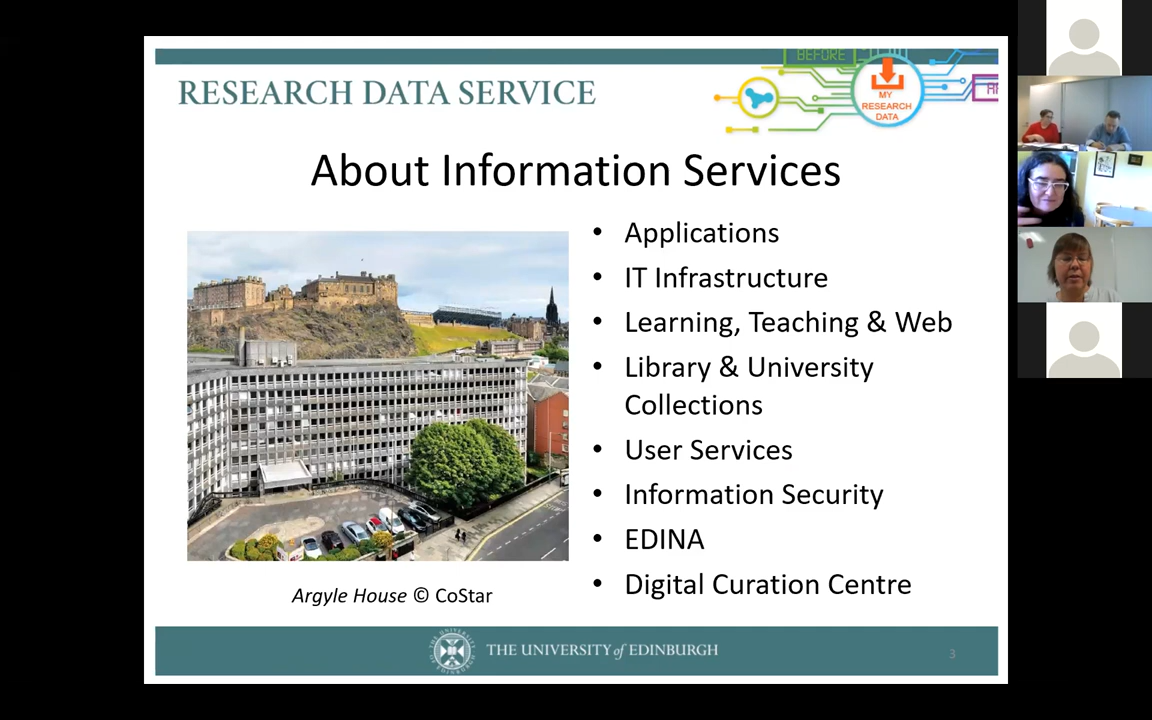 BEFORE
RESEARCH DATA SERVICE
MY
RESEARCH
DATA
About Information Services
• Applications
• IT Infrastructure
• Learning, Teaching & Web
• Library & University
Collections
• User Services
• Information Security
• EDINA
• Digital Curation Centre
Argyle House © CoStar
THE UNIVERSITY of EDINBURGH
3